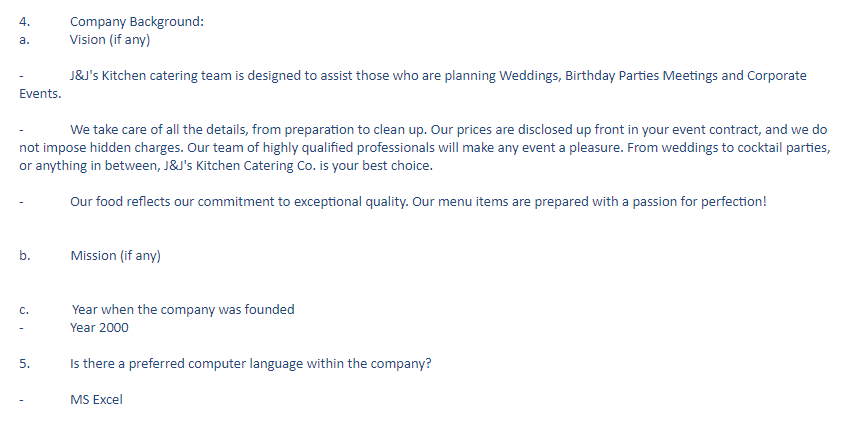 4. Company Background:
a. Vision (if any)
- J&J's Kitchen catering team is designed to assist those who are planning Weddings, Birthday Parties Meetings and Corporate
Events.
- We take care of all the details, from preparation to clean up. Our prices are disclosed up front in your event contract, and we do
not impose hidden charges. Our team of highly qualified professionals will make any event a pleasure. From weddings to cocktail parties,
or anything in between, J&J's Kitchen Catering Co. is your best choice.
- Our food reflects our commitment to exceptional quality. Our menu items are prepared with a passion for perfection!
b. Mission (if any)
c. Year when the company was founded
- Year 2000
5. Is there a preferred computer language within the company?
- MS Excel